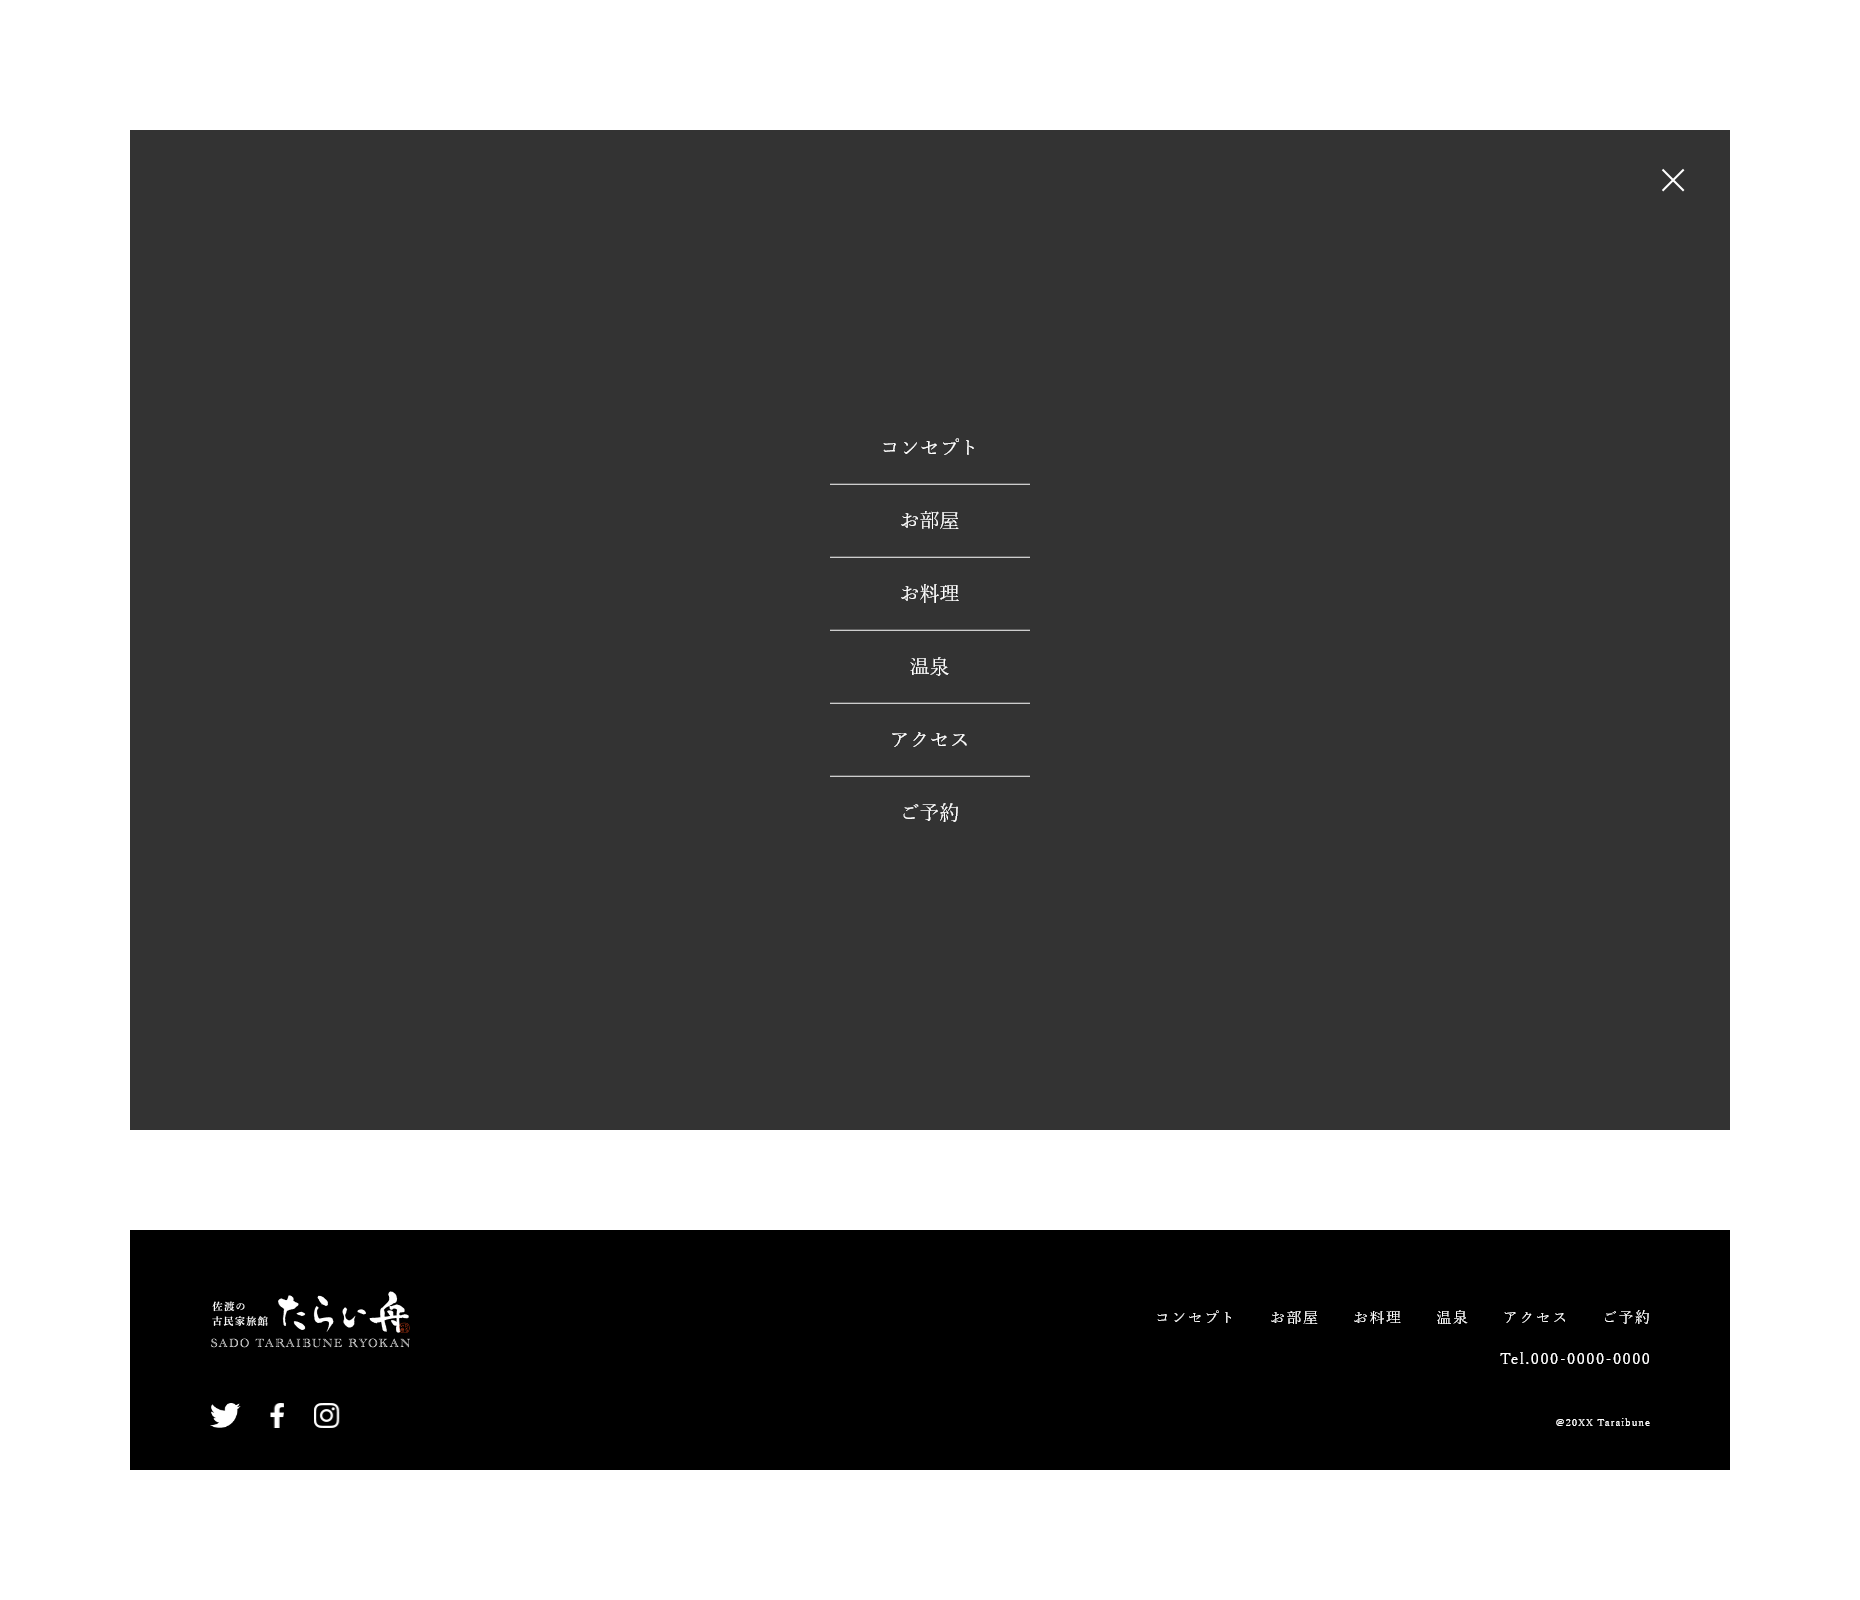 コンセプト
お部屋
お料理
温泉
アクセス
ご予約
佐渡の
古民家旅館
たらい舟
SADO TARAIBUNE RYOKAN
コンセプト お部屋 お料理 温泉 アクセス ご予約
Tel.000-0000-0000
@20XX Taraibune